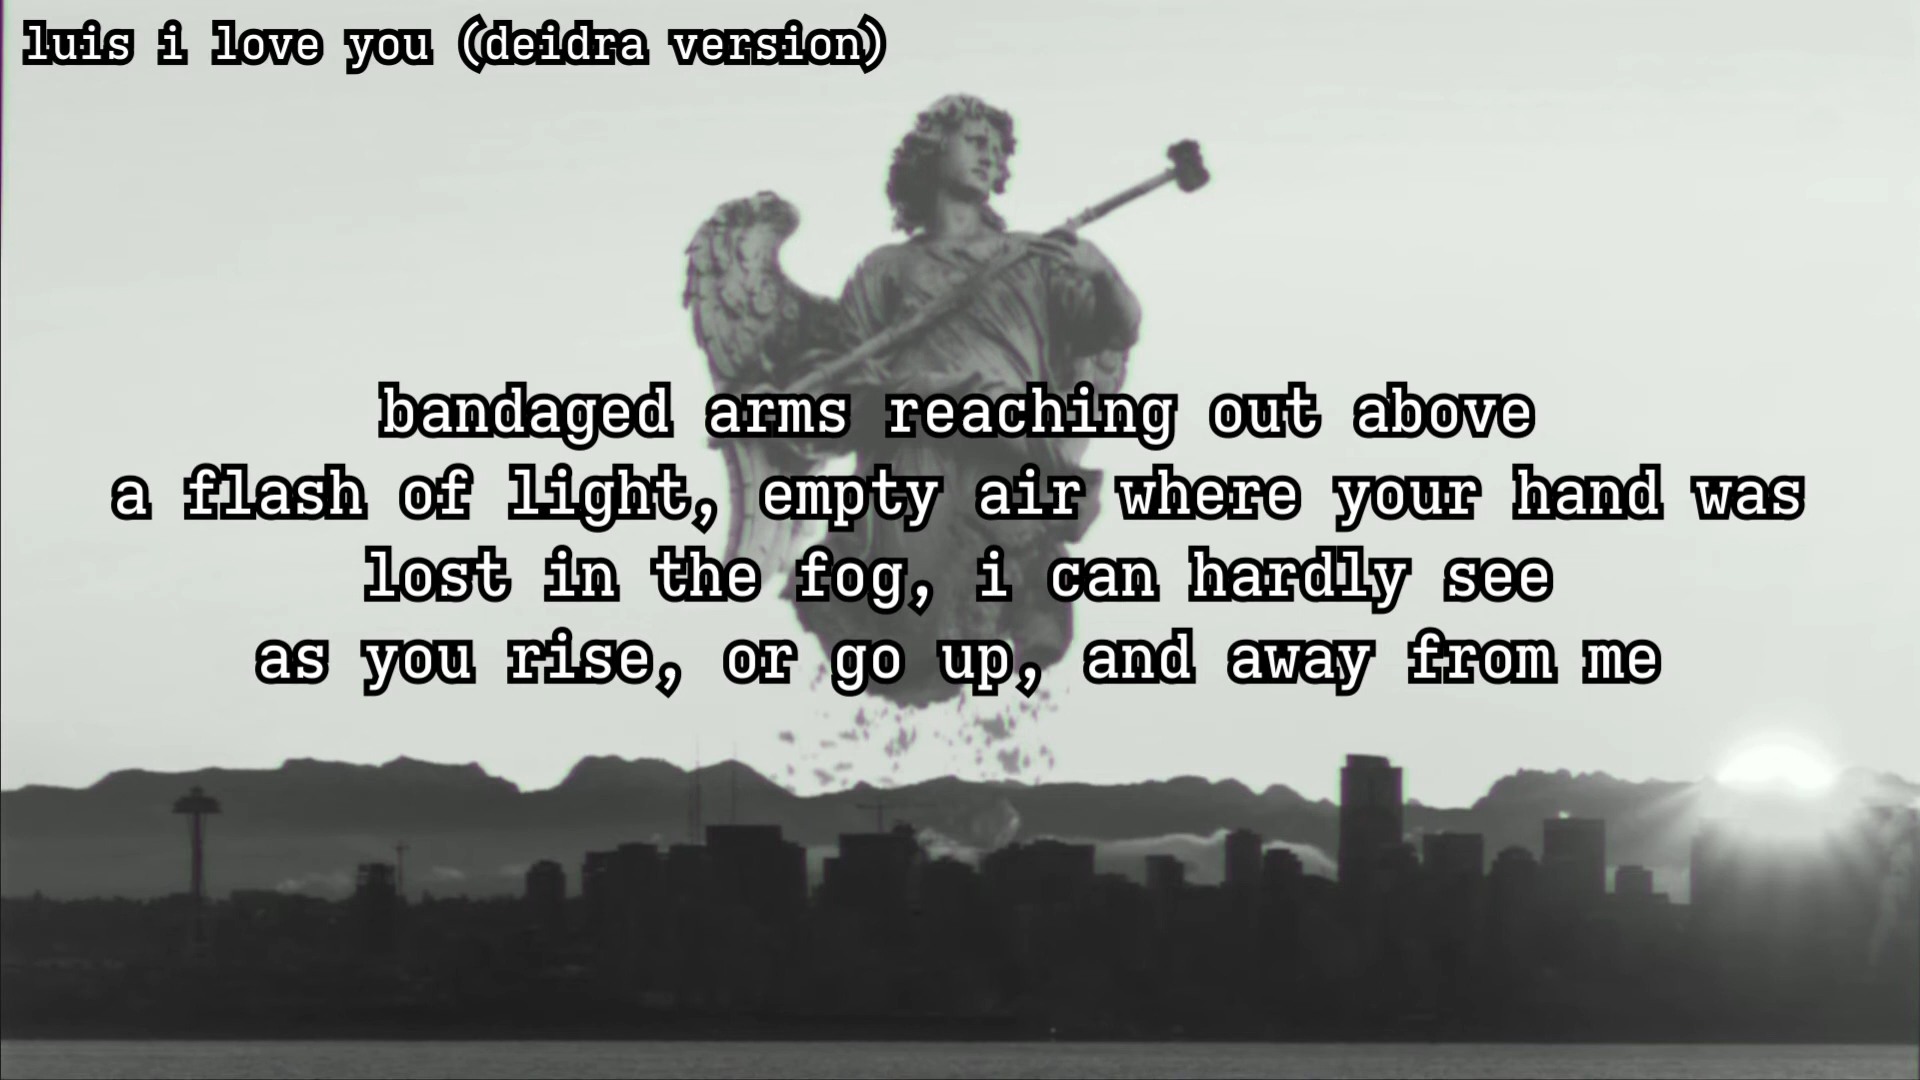 luis i love you (deidra version)
bandaged arms reaching out above
a flash of light, empty air where your hand was
lost in the fog, i can hardly see
as you rise, or go up, and away from me